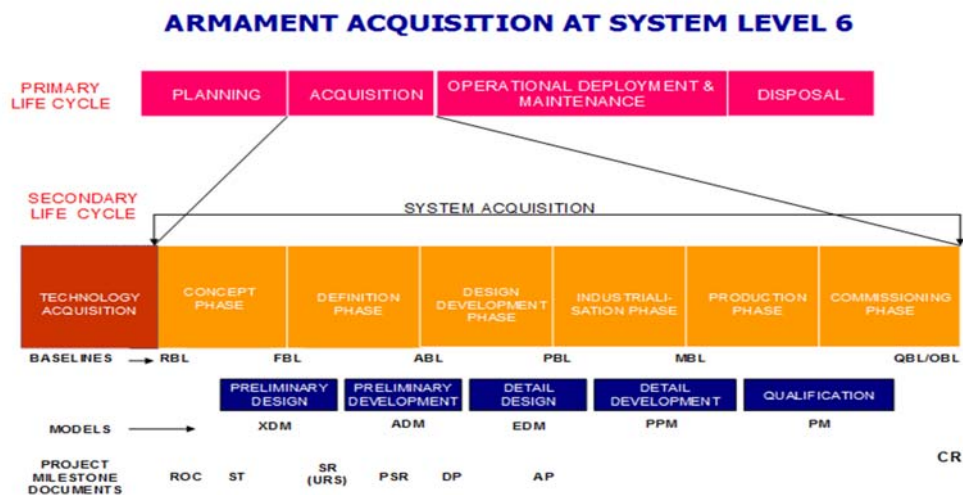 ARMAMENT ACQUISITION AT SYSTEM LEVEL 6
PRIMARY
LIFE CYCLE
PLANNING
ACQUISITION
OPERATIONAL DEPLOYMENT &
MAINTENANCE
DISPOSAL
SECONDARY
LIFE CYCLE
SYSTEM ACQUISITION
TECHNOLOGY
ACQUISITION
CONCEPT
PHASE
DEFINITION
PHASE
DESIGN
DEVELOPMENT
PHASE
INDUSTRIALI-
SATION PHASE
PRODUCTION
PHASE
COMMISSIONING
PHASE
BASELINES RBL FBL ABL PBL MBL QBL/OBL
PRELIMINARY
DESIGN
PRELIMINARY
DEVELOPMENT
DETAIL
DESIGN
DETAIL
DEVELOPMENT
QUALIFICATION
MODELS XDM ADM EDM PPM PM
PROJECT
MILESTONE
DOCUMENTS
ROC ST SR
(URS)
PSR DP AP CR